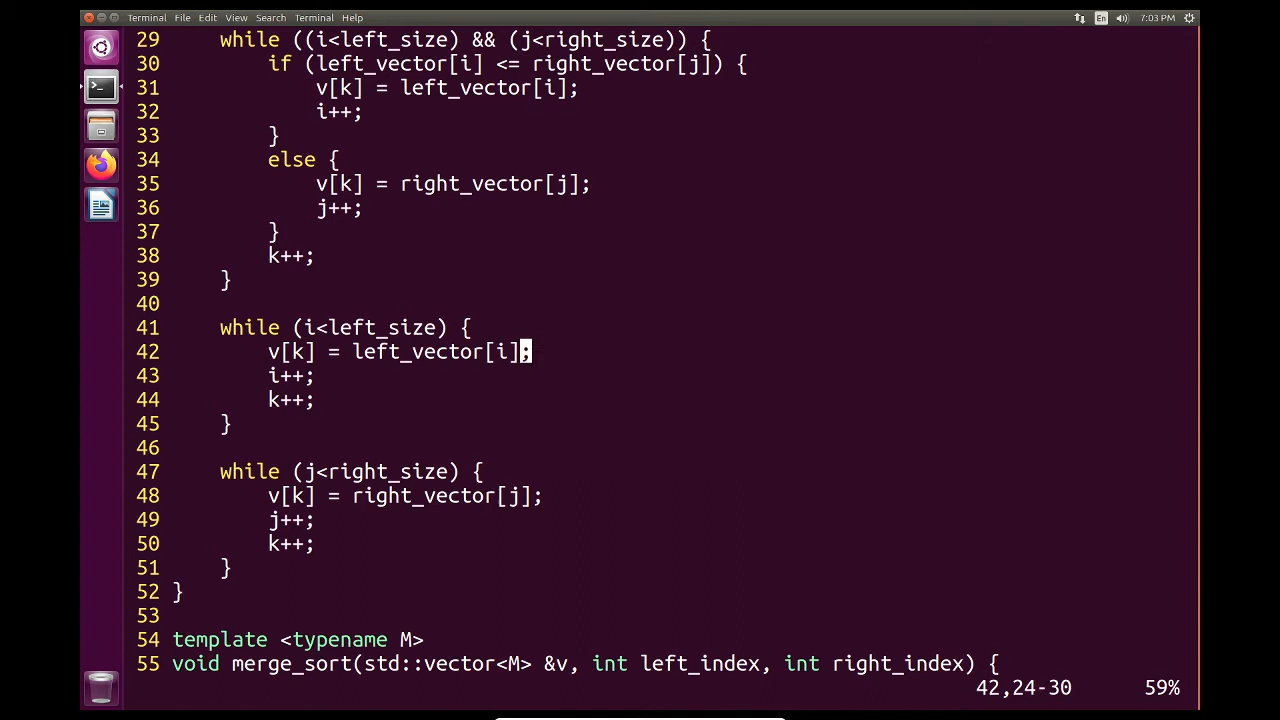 Terminal File Edit View Search Terminal Help En 7:03 PM
29     while ((i<left_size) && (j<right_size)) {
30         if (left_vector[i] <= right_vector[j]) {
31             v[k] = left_vector[i];
32             i++;
33         }
34         else {
35             v[k] = right_vector[j];
36             j++;
37         }
38         k++;
39     }
40
41     while (i<left_size) {
42         v[k] = left_vector[i];
43         i++;
44         k++;
45     }
46
47     while (j<right_size) {
48         v[k] = right_vector[j];
49         j++;
50         k++;
51     }
52 }
53
54 template <typename M>
55 void merge_sort(std::vector<M> &v, int left_index, int right_index) {
42,24-30 59%